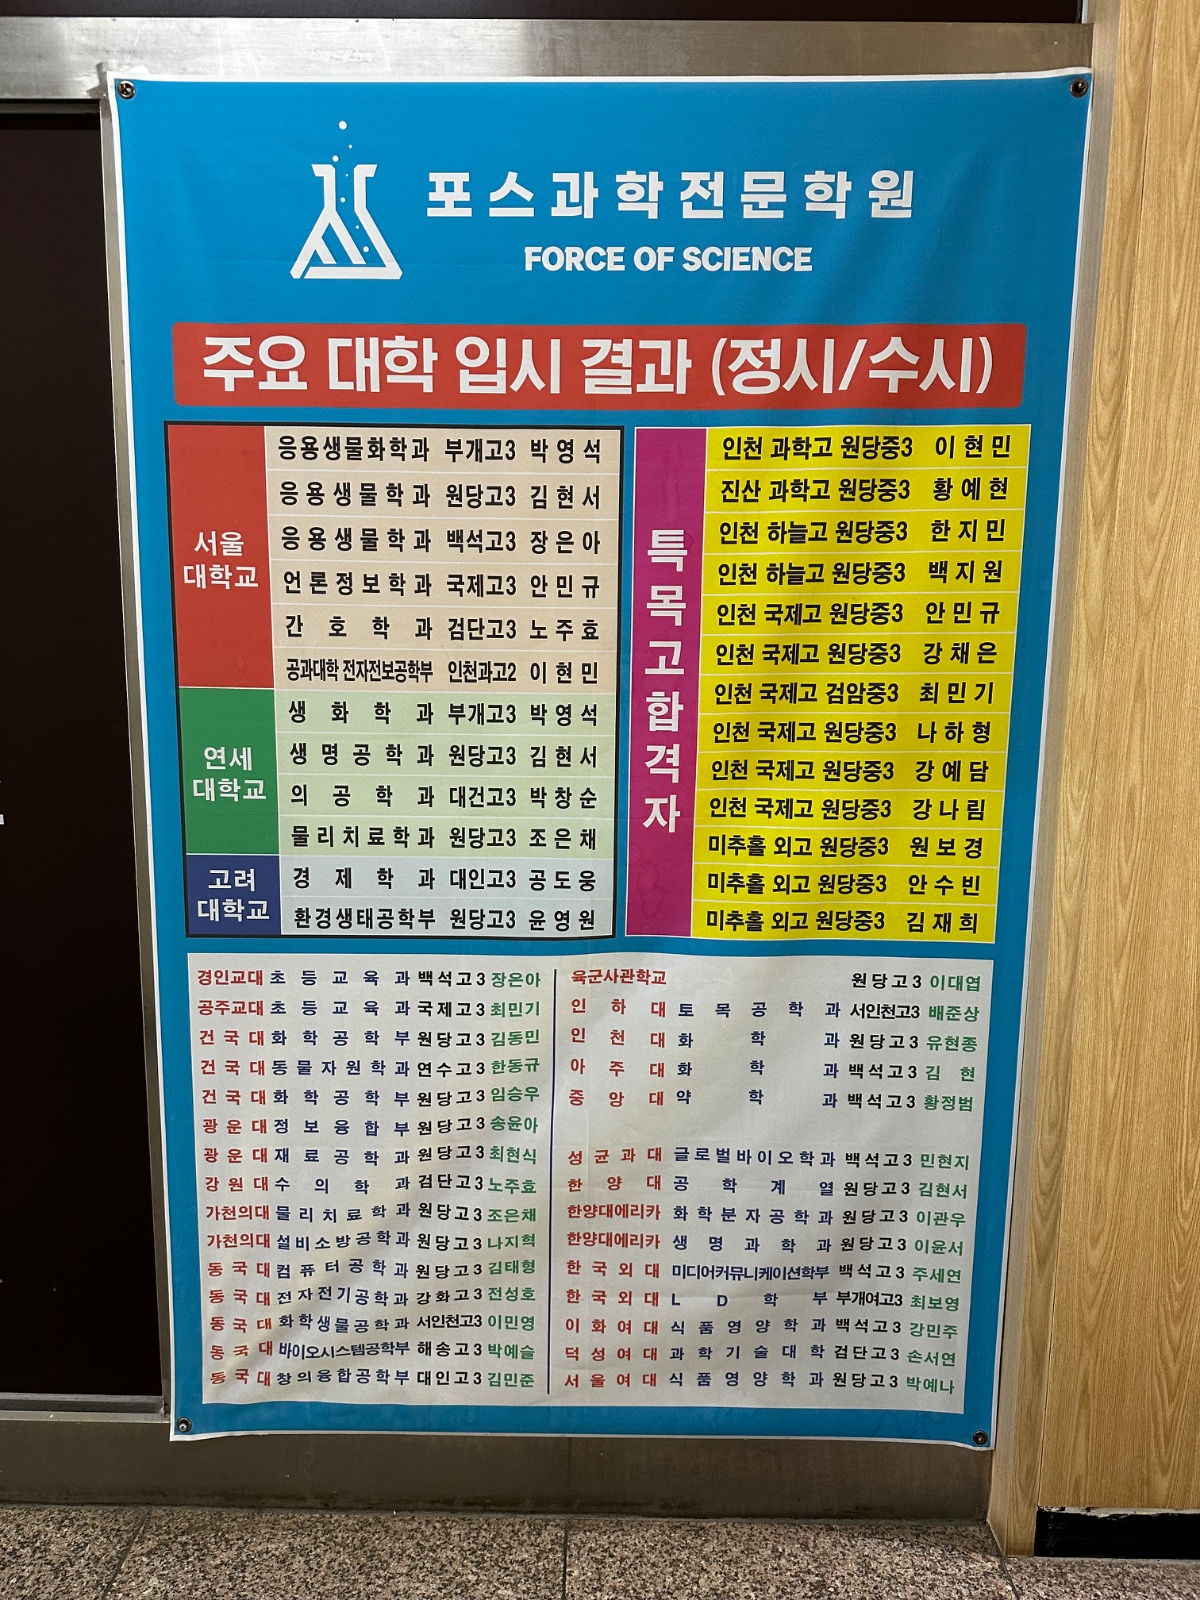 포스과학전문학원
FORCE OF SCIENCE
주요 대학 입시 결과 (정시/수시)
서울
대학교
응용생물화학과 부개고3 박영석
응용생물학과 원당고3 김현서
응용생물학과 백석고3 장은아
언론정보학과 국제고3 안민규
간호학과 검단고3 노주효
공과대학 전자전보공학부 인천과고2 이현민
연세
대학교
생화학과 부개고3 박영석
생명공학과 원당고3 김현서
의공학과 대건고3 박창순
물리치료학과 원당고3 조은채
고려
대학교
경제학과 대인고3 공도웅
환경생태공학부 원당고3 윤영원
특목고합격자
인천 과학고 원당중3 이현민
진산 과학고 원당중3 황예현
인천 하늘고 원당중3 한지민
인천 하늘고 원당중3 백지원
인천 국제고 원당중3 안민규
인천 국제고 원당중3 강채은
인천 국제고 검암중3 최민기
인천 국제고 원당중3 나하형
인천 국제고 원당중3 강예담
인천 국제고 원당중3 강나림
미추홀 외고 원당중3 원보경
미추홀 외고 원당중3 안수빈
미추홀 외고 원당중3 김재희
경인교대 초등교육과 백석고3 장은아
공주교대 초등교육과 국제고3 최민기
건국대 화학공학부 원당고3 김동민
건국대 동물자원학과 연수고3 한동규
건국대 화학공학부 원당고3 임승우
광운대 정보융합부 원당고3 송윤아
광운대 재료공학과 원당고3 최현식
강원대 수의학과 검단고3 노주효
가천의대 물리치료학과 원당고3 조은채
가천의대 설비소방공학과 원당고3 나지혁
동국대 컴퓨터공학과 원당고3 김태형
동국대 전자전기공학과 강화고3 전성호
동국대 화학생물공학과 서인천고3 이민영
동국대 바이오시스템공학부 해송고3 박예슬
동국대 창의융합공학부 대인고3 김민준
육군사관학교 원당고3 이대엽
인하대 토목공학과 서인천고3 배준상
인천대 화학과 원당고3 유현종
아주대 화학과 백석고3 김현
중앙대 약학과 백석고3 황정범
성균과대 글로벌바이오학과 백석고3 민현지
한양대 공학계열 원당고3 김현서
한양대에리카 화학분자공학과 원당고3 이관우
한양대에리카 생명과학과 원당고3 이윤서
한국외대 미디어커뮤니케이션학부 백석고3 주세연
한국외대 LD학부 부개여고3 최보영
이화여대 식품영양학과 백석고3 강민주
덕성여대 과학기술대학 검단고3 손서연
서울여대 식품영양학과 원당고3 박예나